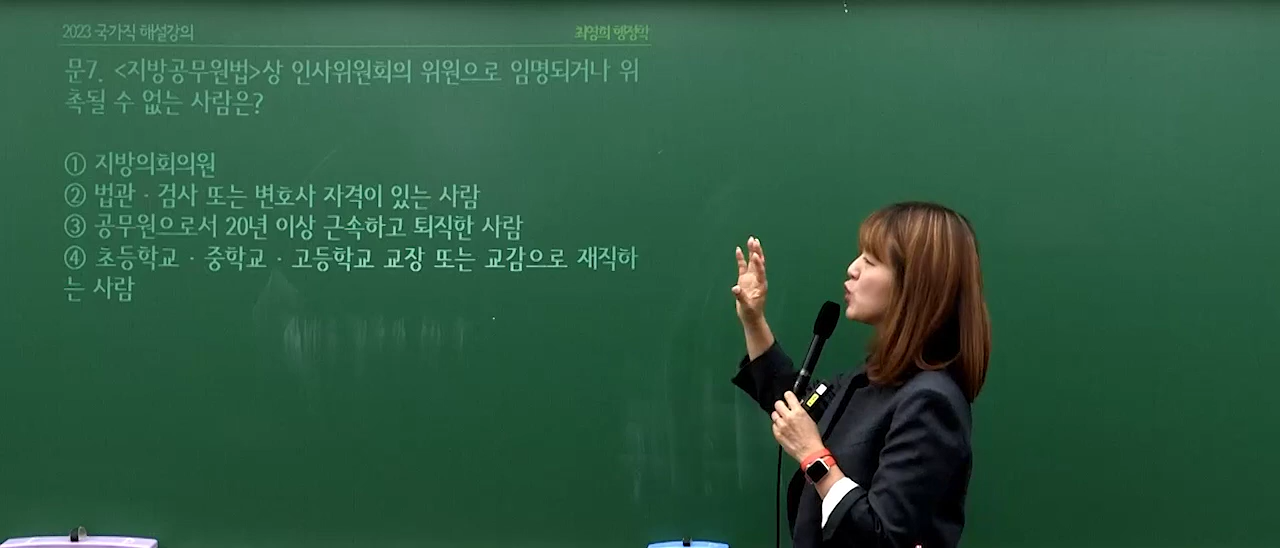 2023 국가직 해설강의
최영희 행정학
문7. <지방공무원법>상 인사위원회의 위원으로 임명되거나 위
촉될 수 없는 사람은?
① 지방의회의원
② 법관 · 검사 또는 변호사 자격이 있는 사람
③ 공무원으로서 20년 이상 근속하고 퇴직한 사람
④ 초등학교 · 중학교 · 고등학교 교장 또는 교감으로 재직하
는 사람